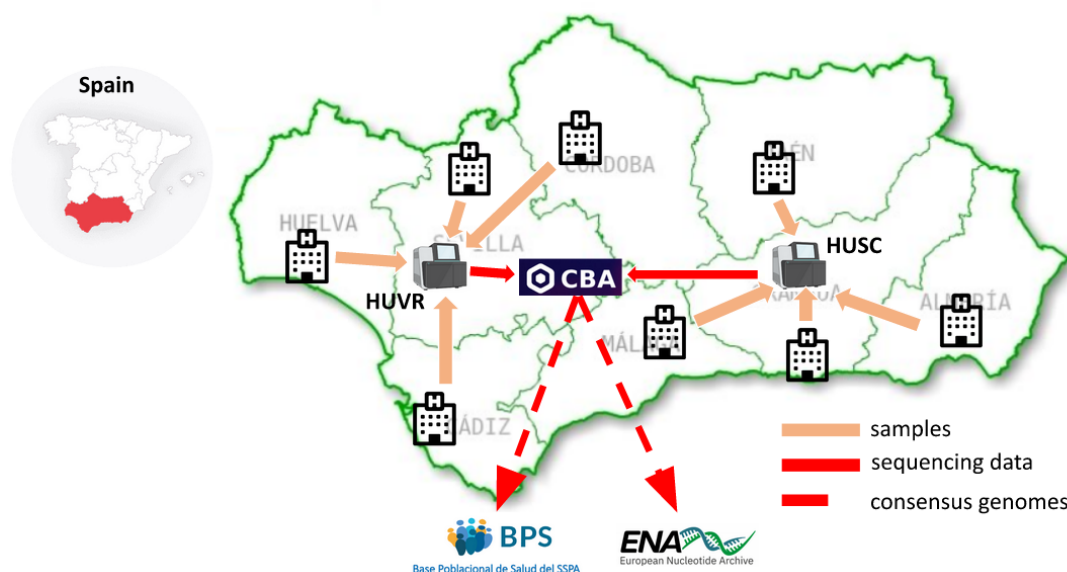 Spain
CÓRDOBA
HUELVA
SEVILLA
HUSC
CBA
HUVR
ALMERÍA
MÁLAGA
CÁDIZ
samples
sequencing data
consensus genomes
BPS
Base Poblacional de Salud del SSPA
ENA
European Nucleotide Archive